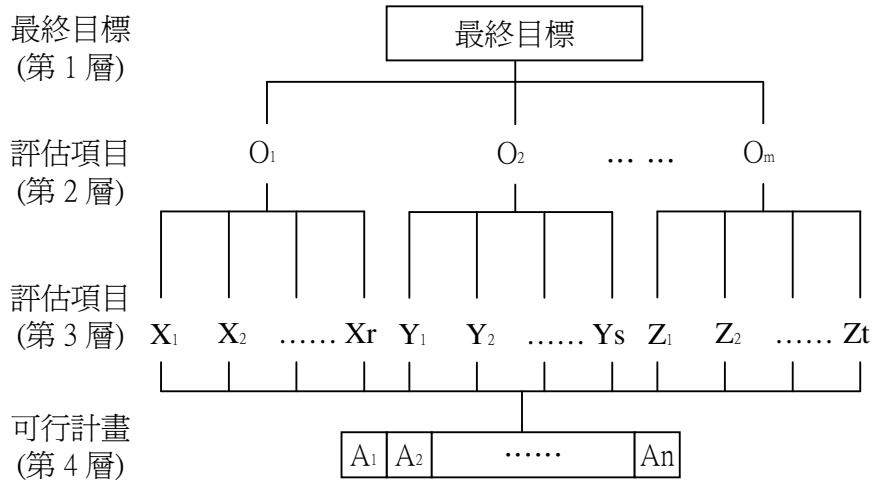 最終目標
(第 1 層)
最終目標
評估項目
(第 2 層)
O1 O2 … … Om
評估項目
(第 3 層)
X1 X2 …… Xr Y1 Y2 …… Ys Z1 Z2 …… Zt
可行計畫
(第 4 層)
A1 A2 …… An